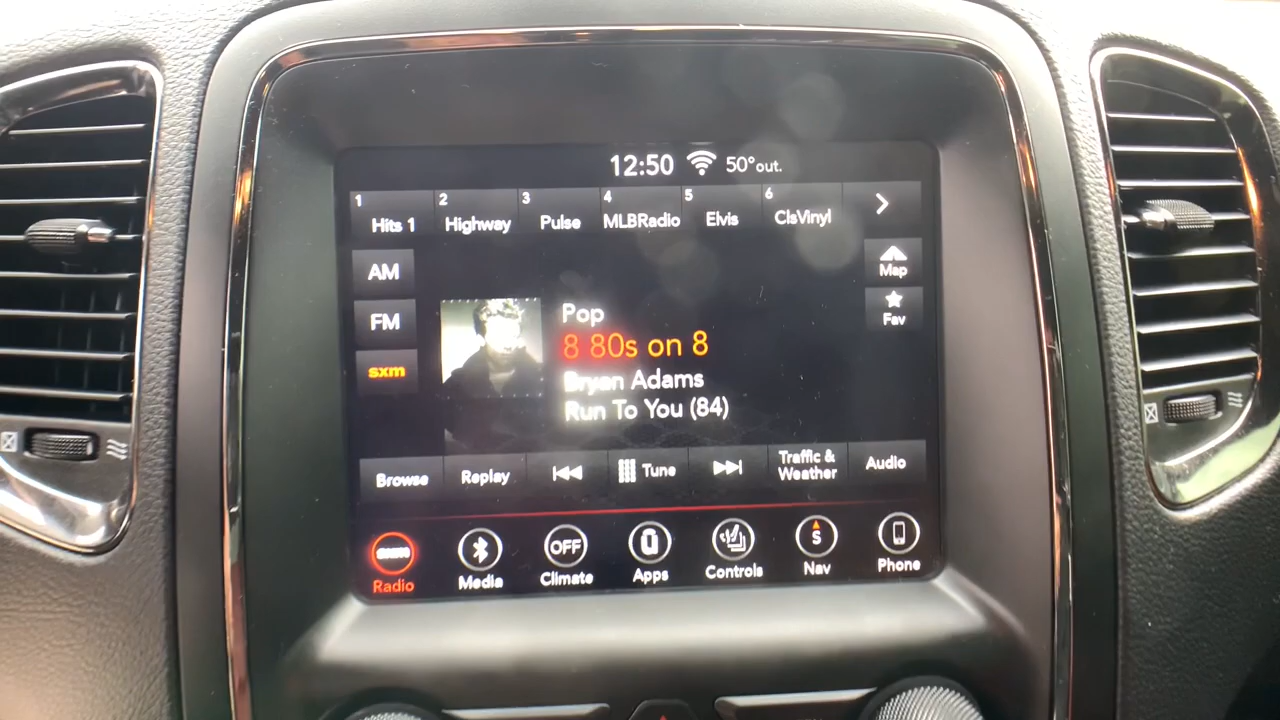 12:50 50° out.
1 Hits 1
2 Highway
3 Pulse
4 MLBRadio
5 Elvis
6 ClsVinyl
AM
FM
sxm
Map
Fav
Pop
8 80s on 8
Bryan Adams
Run To You (84)
Browse
Replay
Tune
Traffic &
Weather
Audio
Radio
Media
OFF
Climate
Apps
Controls
S
Nav
Phone